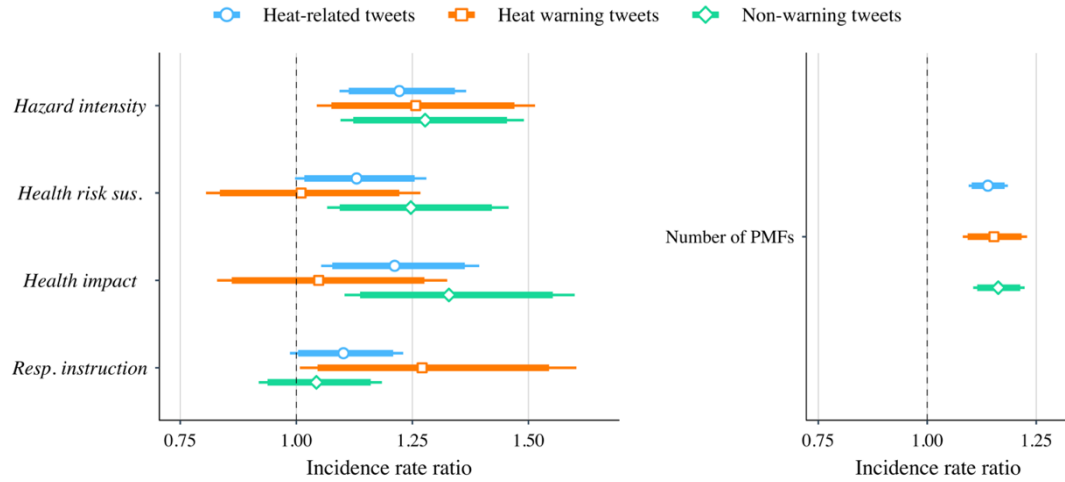 Heat-related tweets Heat warning tweets Non-warning tweets
Hazard intensity
Health risk sus.
Health impact
Resp. instruction
0.75 1.00 1.25 1.50
Incidence rate ratio
Number of PMFs
0.75 1.00 1.25
Incidence rate ratio